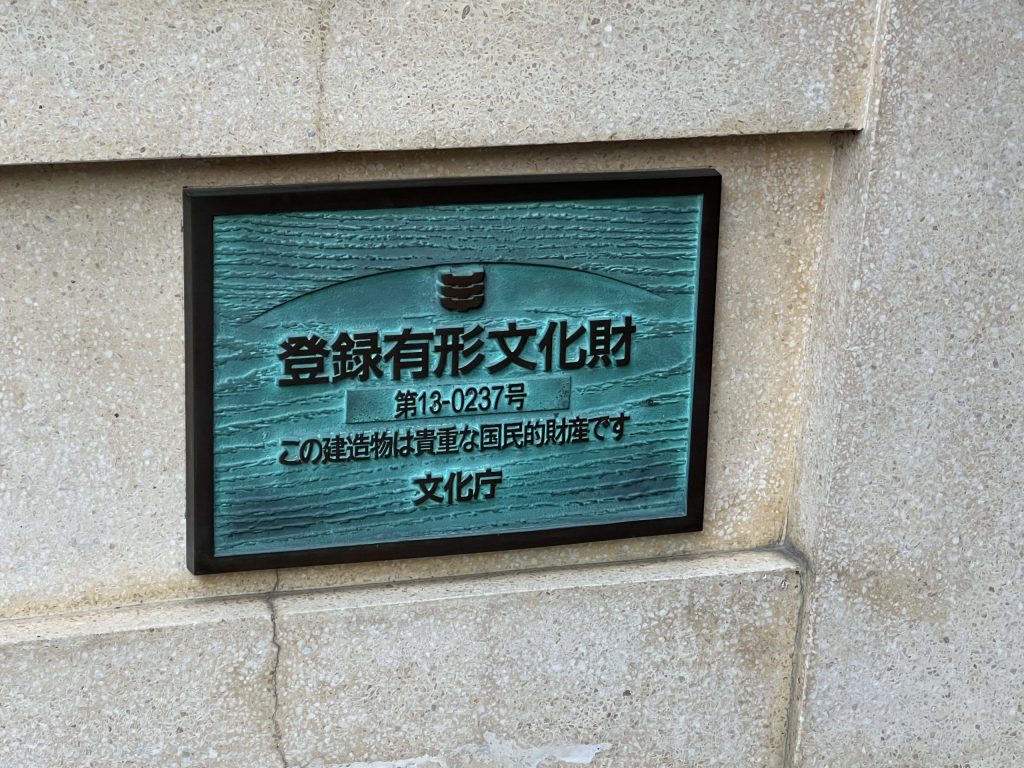 登録有形文化財
第13-0237号
この建造物は貴重な国民的財産です
文化庁